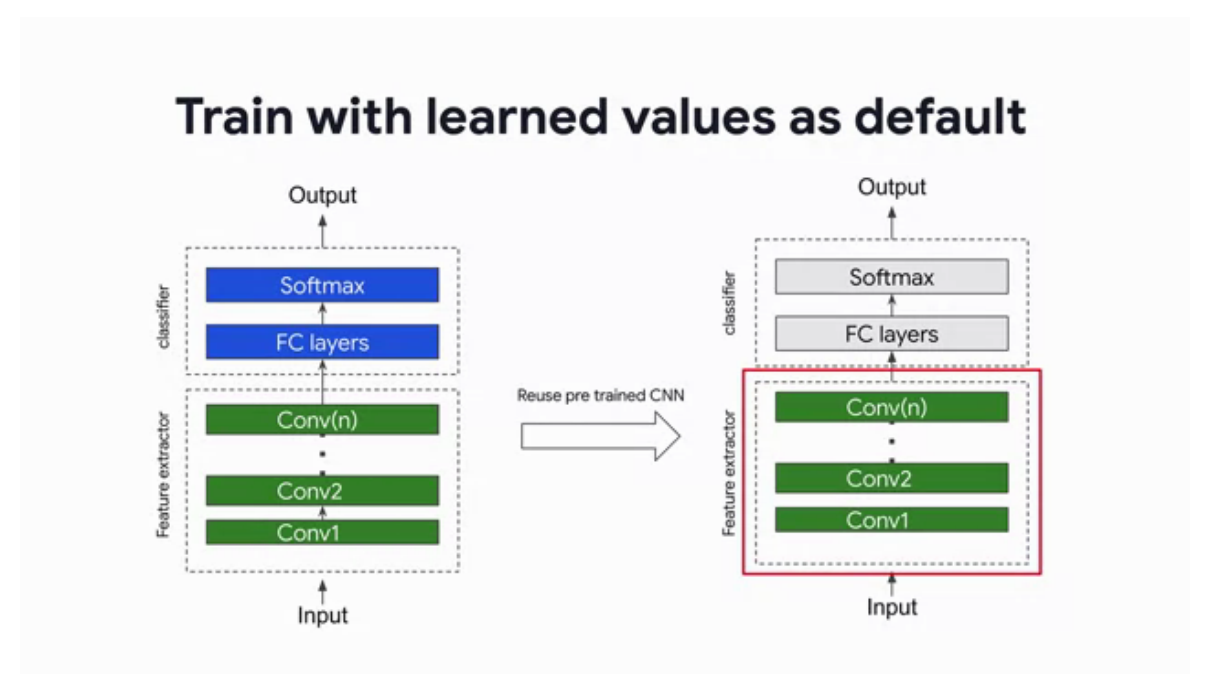 Train with learned values as default
Output
classifier
Softmax
FC layers
Feature extractor
Conv(n)
Conv2
Conv1
Input
Reuse pre trained CNN
Output
classifier
Softmax
FC layers
Feature extractor
Conv(n)
Conv2
Conv1
Input